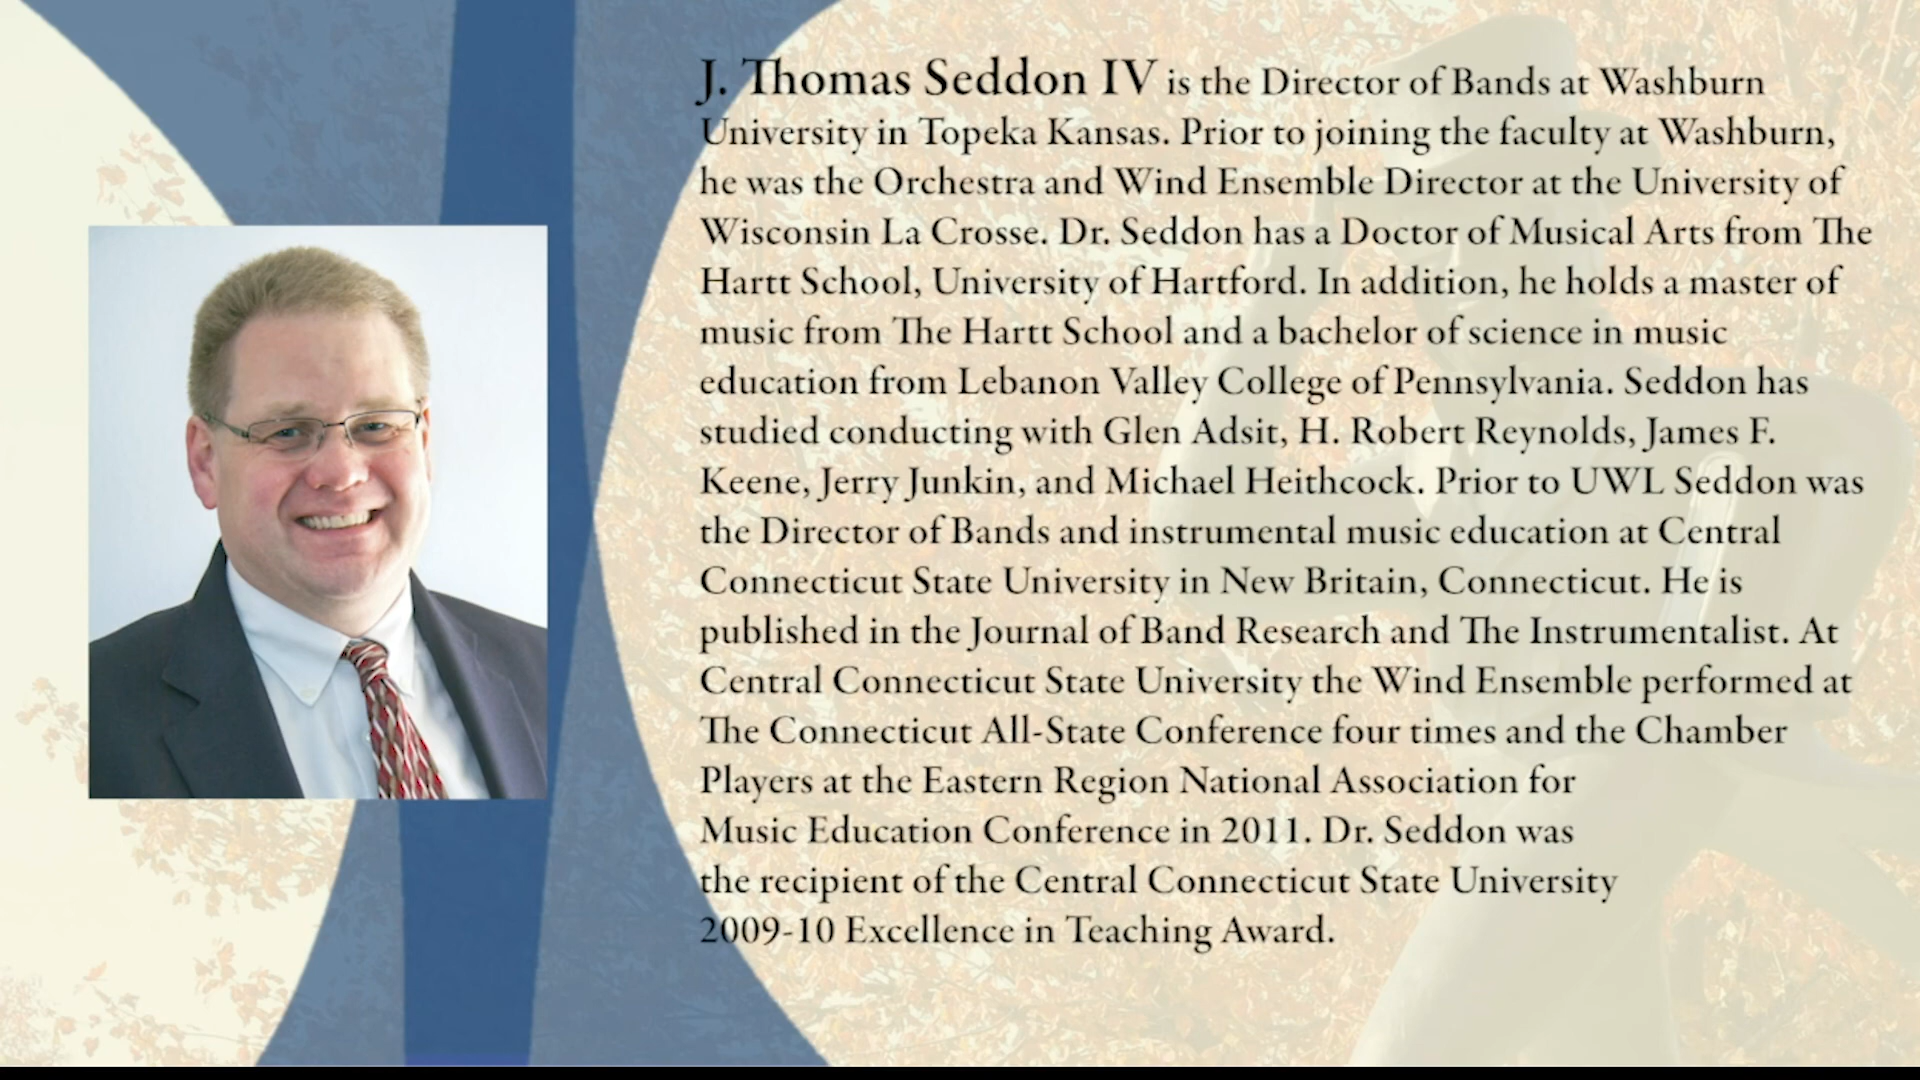 J. Thomas Seddon IV is the Director of Bands at Washburn
University in Topeka Kansas. Prior to joining the faculty at Washburn,
he was the Orchestra and Wind Ensemble Director at the University of
Wisconsin La Crosse. Dr. Seddon has a Doctor of Musical Arts from The
Hartt School, University of Hartford. In addition, he holds a master of
music from The Hartt School and a bachelor of science in music
education from Lebanon Valley College of Pennsylvania. Seddon has
studied conducting with Glen Adsit, H. Robert Reynolds, James F.
Keene, Jerry Junkin, and Michael Heithcock. Prior to UWL Seddon was
the Director of Bands and instrumental music education at Central
Connecticut State University in New Britain, Connecticut. He is
published in the Journal of Band Research and The Instrumentalist. At
Central Connecticut State University the Wind Ensemble performed at
The Connecticut All-State Conference four times and the Chamber
Players at the Eastern Region National Association for
Music Education Conference in 2011. Dr. Seddon was
the recipient of the Central Connecticut State University
2009-10 Excellence in Teaching Award.